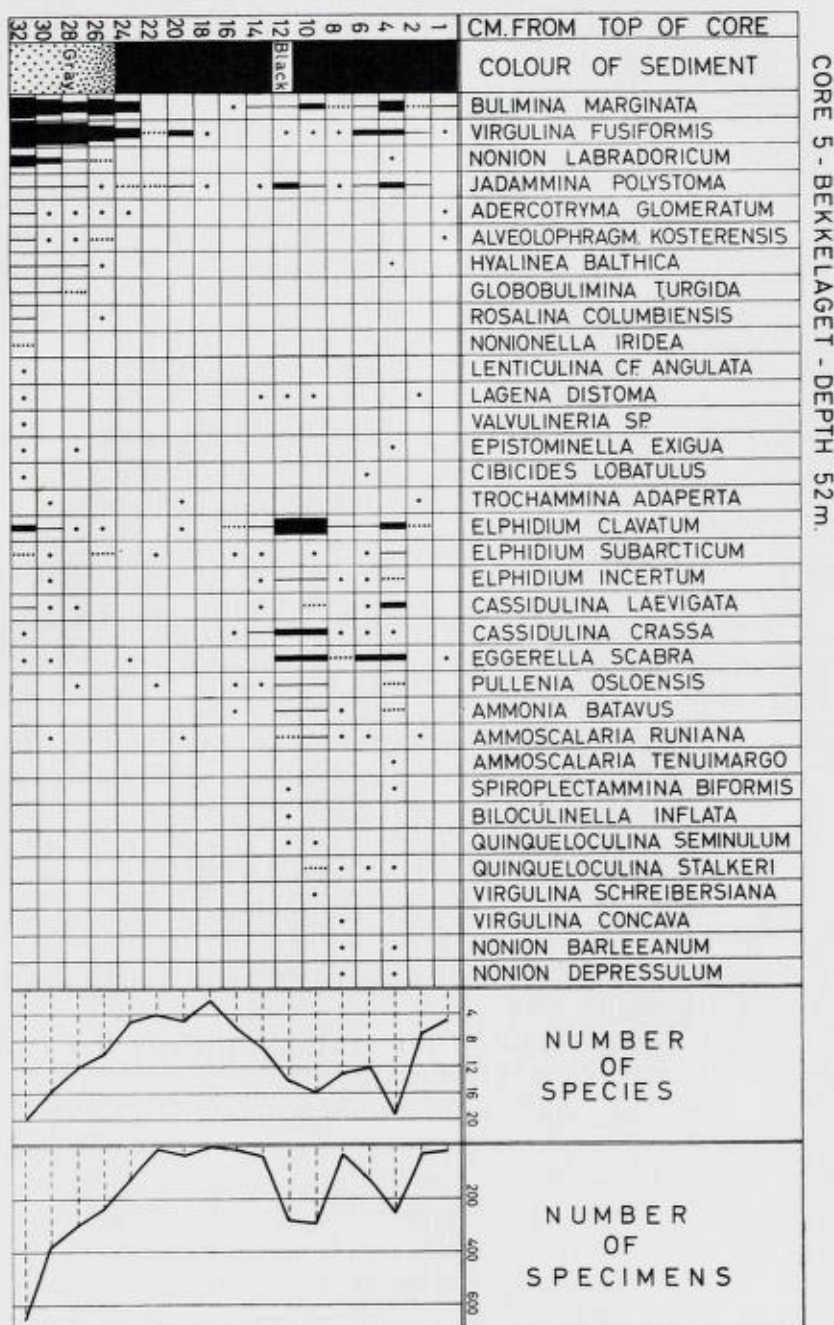 CORE 5 - BEKKELAGET - DEPTH 52 m.
32 30 28 26 24 22 20 18 16 14 12 10 8 6 4 2 1 CM. FROM TOP OF CORE
Gray Black COLOUR OF SEDIMENT
BULIMINA MARGINATA
VIRGULINA FUSIFORMIS
NONION LABRADORICUM
JADAMMINA POLYSTOMA
ADERCOTRYMA GLOMERATUM
ALVEOLOPHRAGM. KOSTERENSIS
HYALINEA BALTHICA
GLOBOBULIMINA TURGIDA
ROSALINA COLUMBIENSIS
NONIONELLA IRIDEA
LENTICULINA CF. ANGULATA
LAGENA DISTOMA
VALVULINERIA SP.
EPISTOMINELLA EXIGUA
CIBICIDES LOBATULUS
TROCHAMMINA ADAPERTA
ELPHIDIUM CLAVATUM
ELPHIDIUM SUBARCTICUM
ELPHIDIUM INCERTUM
CASSIDULINA LAEVIGATA
CASSIDULINA CRASSA
EGGERELLA SCABRA
PULLENIA OSLOENSIS
AMMONIA BATAVUS
AMMOSCALARIA RUNIANA
AMMOSCALARIA TENUIMARGO
SPIROPLECTAMMINA BIFORMIS
BILOCULINELLA INFLATA
QUINQUELOCULINA SEMINULUM
QUINQUELOCULINA STALKERI
VIRGULINA SCHREIBERSIANA
VIRGULINA CONCAVA
NONION BARLEEANUM
NONION DEPRESSULUM
4
8
12
16
20
NUMBER
OF
SPECIES
200
400
600
NUMBER
OF
SPECIMENS